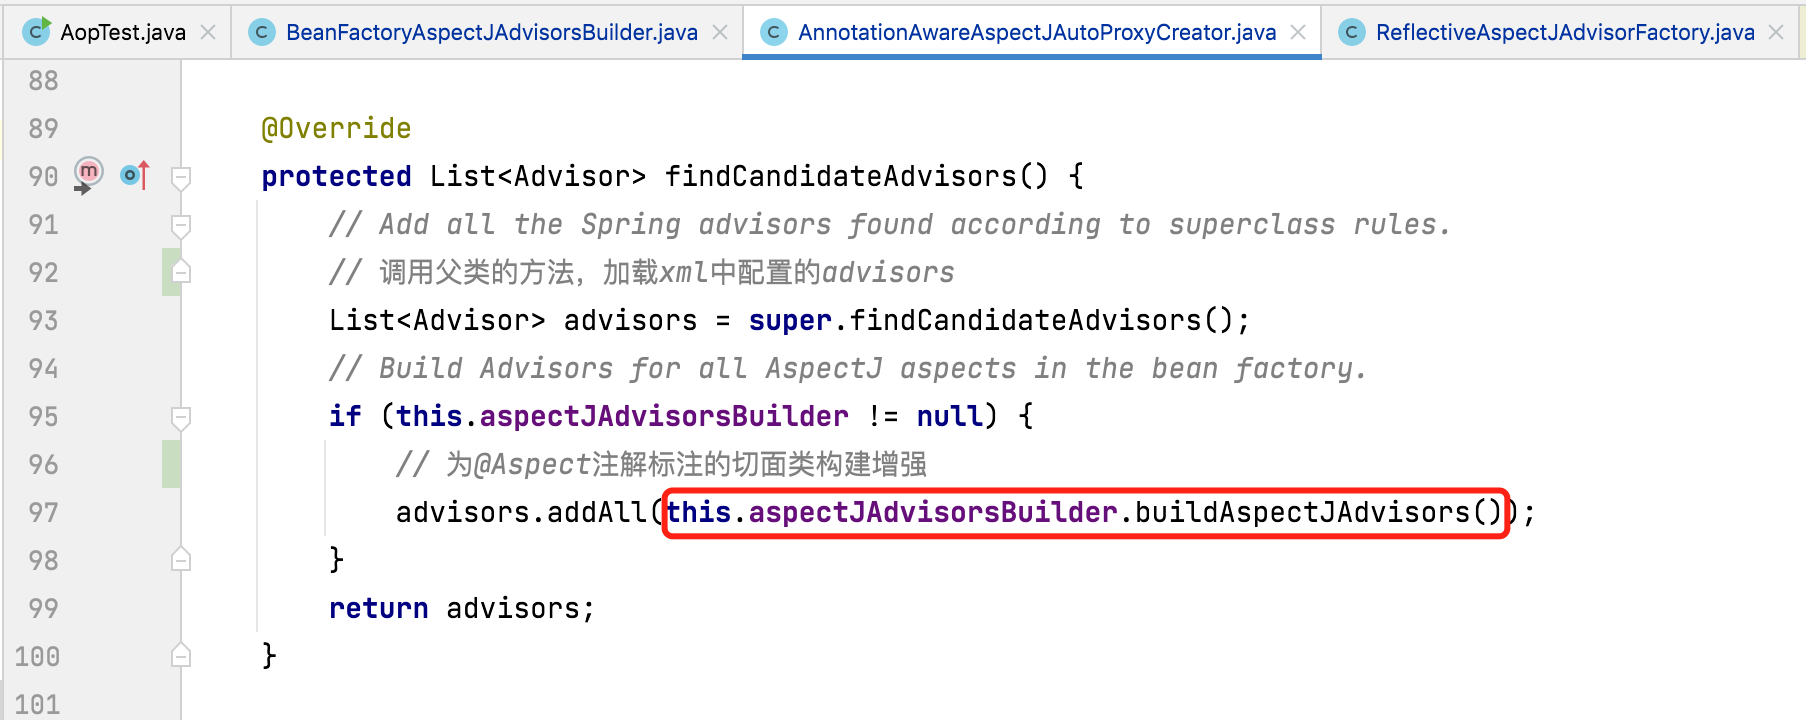 AopTest.java BeanFactoryAspectJAdvisorsBuilder.java AnnotationAwareAspectJAutoProxyCreator.java ReflectiveAspectJAdvisorFactory.java
88
89 @Override
90 protected List<Advisor> findCandidateAdvisors() {
91 // Add all the Spring advisors found according to superclass rules.
92 // 调用父类的方法，加载xml中配置的advisors
93 List<Advisor> advisors = super.findCandidateAdvisors();
94 // Build Advisors for all AspectJ aspects in the bean factory.
95 if (this.aspectJAdvisorsBuilder != null) {
96 // 为@Aspect注解标注的切面类构建增强
97 advisors.addAll(this.aspectJAdvisorsBuilder.buildAspectJAdvisors());
98 }
99 return advisors;
100 }
101